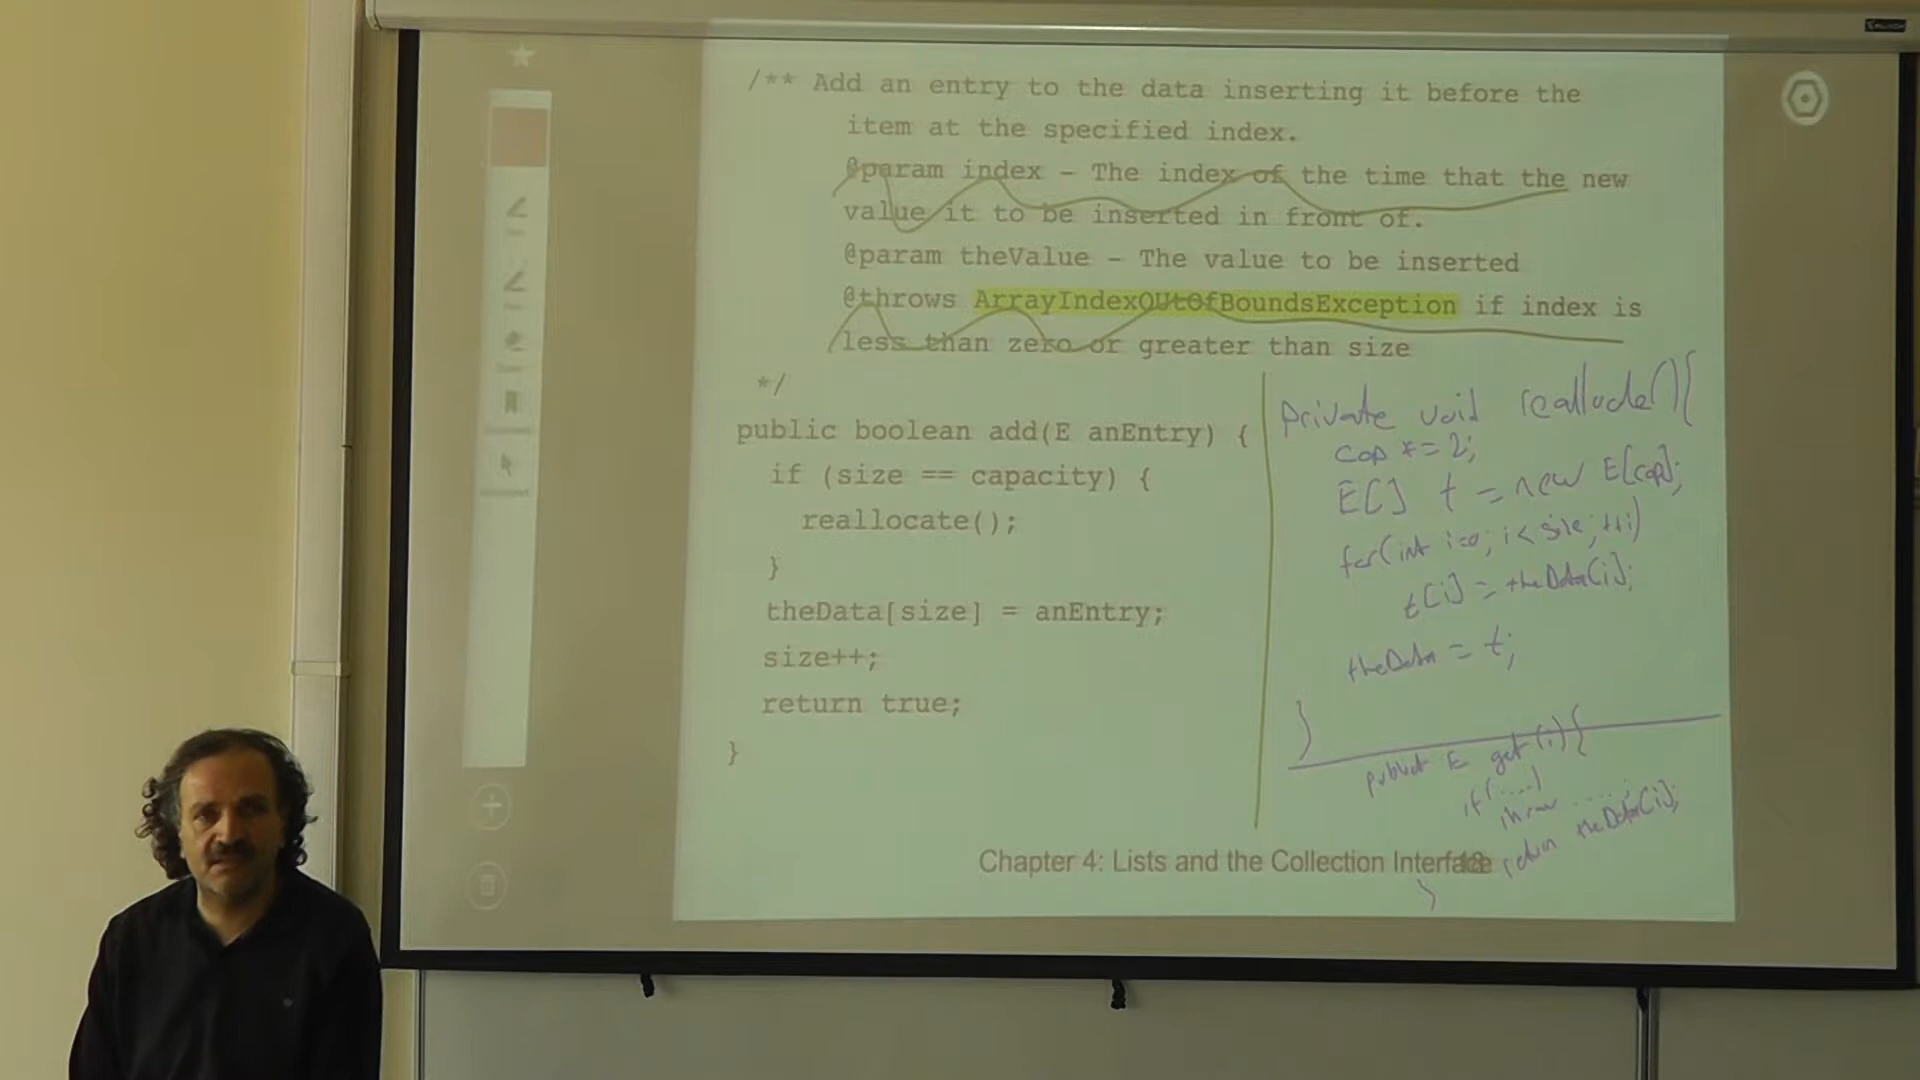 /** Add an entry to the data inserting it before the
item at the specified index.
@param index - The index of the time that the new
value it to be inserted in front of.
@param theValue - The value to be inserted
@throws ArrayIndexOUtOfBoundsException if index is
less than zero or greater than size
*/
public boolean add(E anEntry) {
if (size == capacity) {
reallocate();
}
theData[size] = anEntry;
size++;
return true;
}
private void reallocate() {
cap *= 2;
E[] t = new E[cap];
for(int i=0; i< size; ++i)
t[i] = theData[i];
theData = t;
}
public E get(i) {
if(.....)
throw .....
return theData[i];
}
Chapter 4: Lists and the Collection Interface